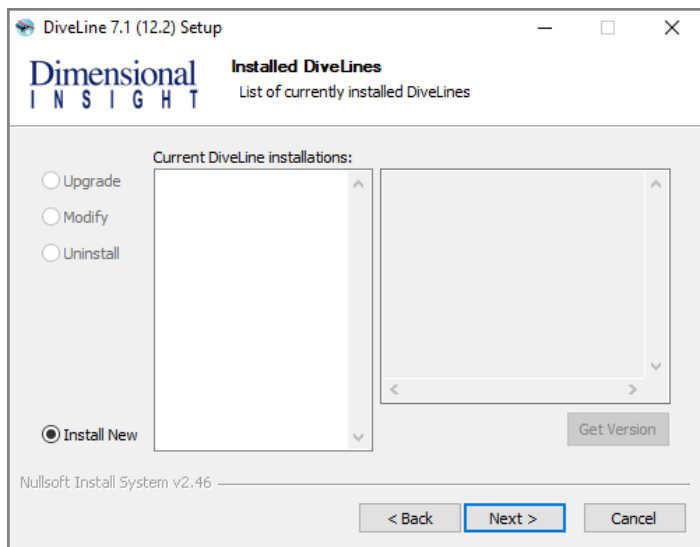 DiveLine 7.1 (12.2) Setup
Dimensional
INSIGHT
Installed DiveLines
List of currently installed DiveLines
Current DiveLine installations:
Upgrade
Modify
Uninstall
Install New
Get Version
Nullsoft Install System v2.46
< Back
Next >
Cancel